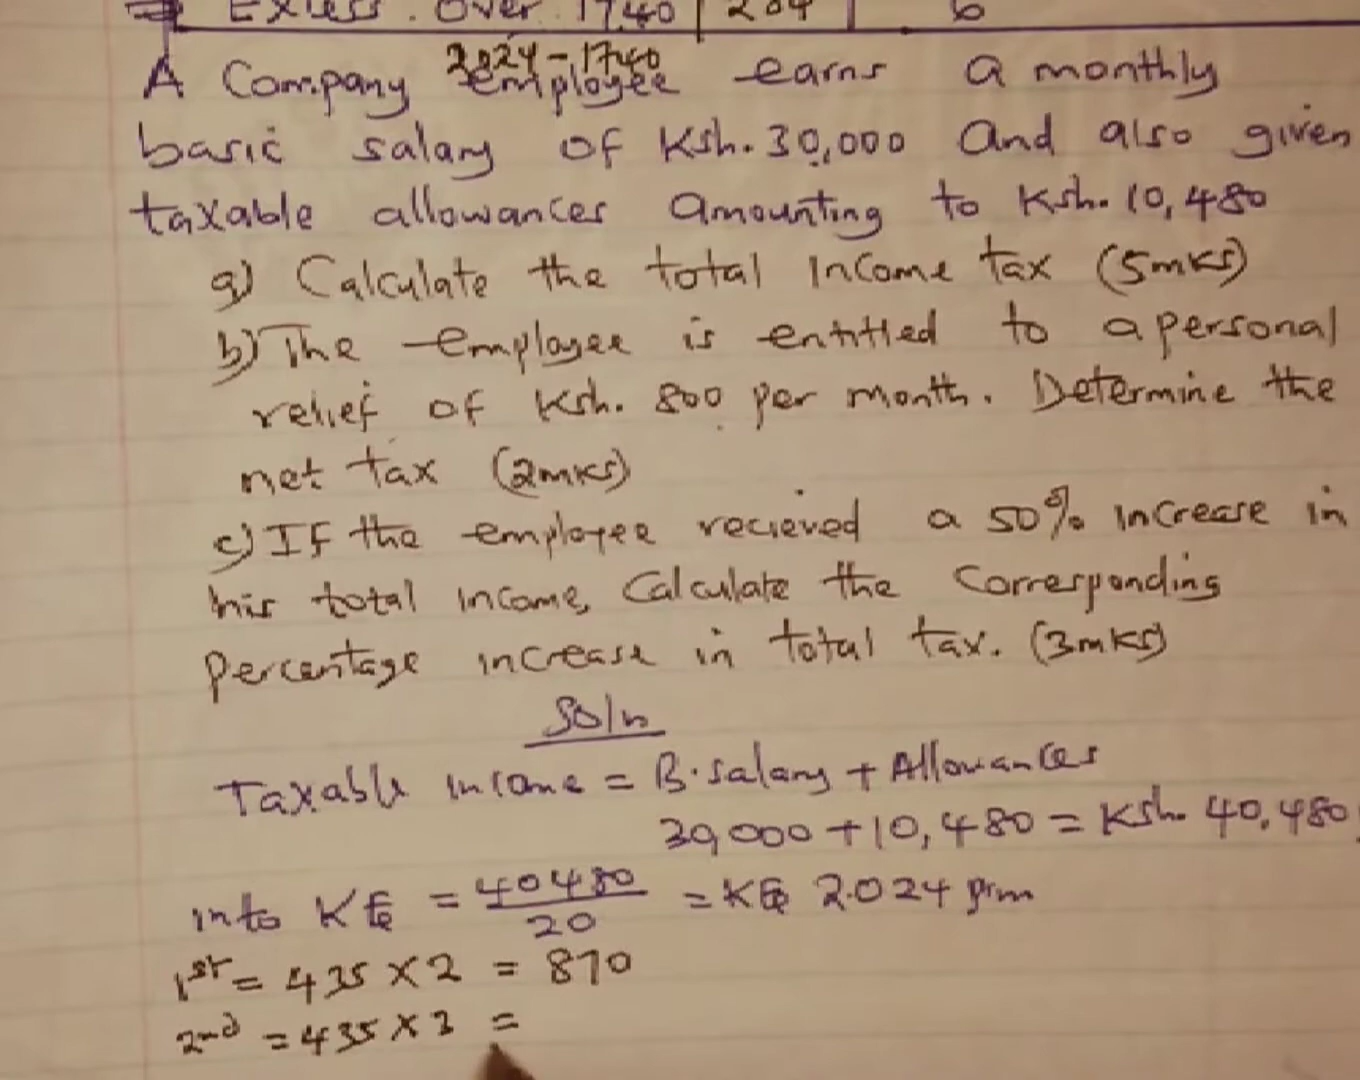 Excess. Over 1740 | 284 | 6
2024-1740
A Company employee earns a monthly
basic salary of Ksh. 30,000 and also given
taxable allowances amounting to Ksh. 10,480
a) Calculate the total income tax (5mks)
b) The employee is entitled to a personal
relief of Ksh. 800 per month. Determine the
net tax (2mks)
c) If the employee recieved a 50% increase in
his total income, Calculate the Corresponding
percentage increase in total tax. (3mks)
Soln
Taxable income = B.salary + Allowances
30,000 + 10,480 = Ksh. 40,480
into K£ = 40480/20 = K£ 2024 p.m
1st = 435 × 2 = 870
2nd = 435 × 3 =